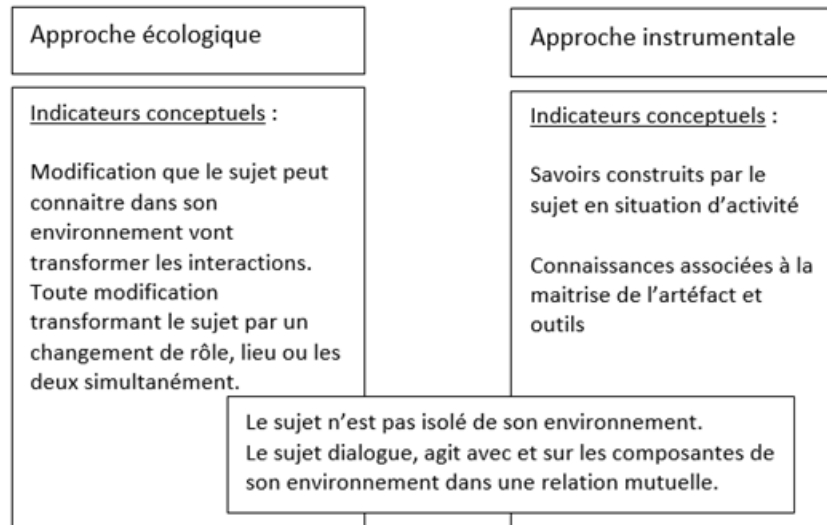 Approche écologique
Indicateurs conceptuels :
Modification que le sujet peut
connaitre dans son
environnement vont
transformer les interactions.
Toute modification
transformant le sujet par un
changement de rôle, lieu ou les
deux simultanément.
Approche instrumentale
Indicateurs conceptuels :
Savoirs construits par le
sujet en situation d’activité
Connaissances associées à la
maitrise de l’artéfact et
outils
Le sujet n’est pas isolé de son environnement.
Le sujet dialogue, agit avec et sur les composantes de
son environnement dans une relation mutuelle.